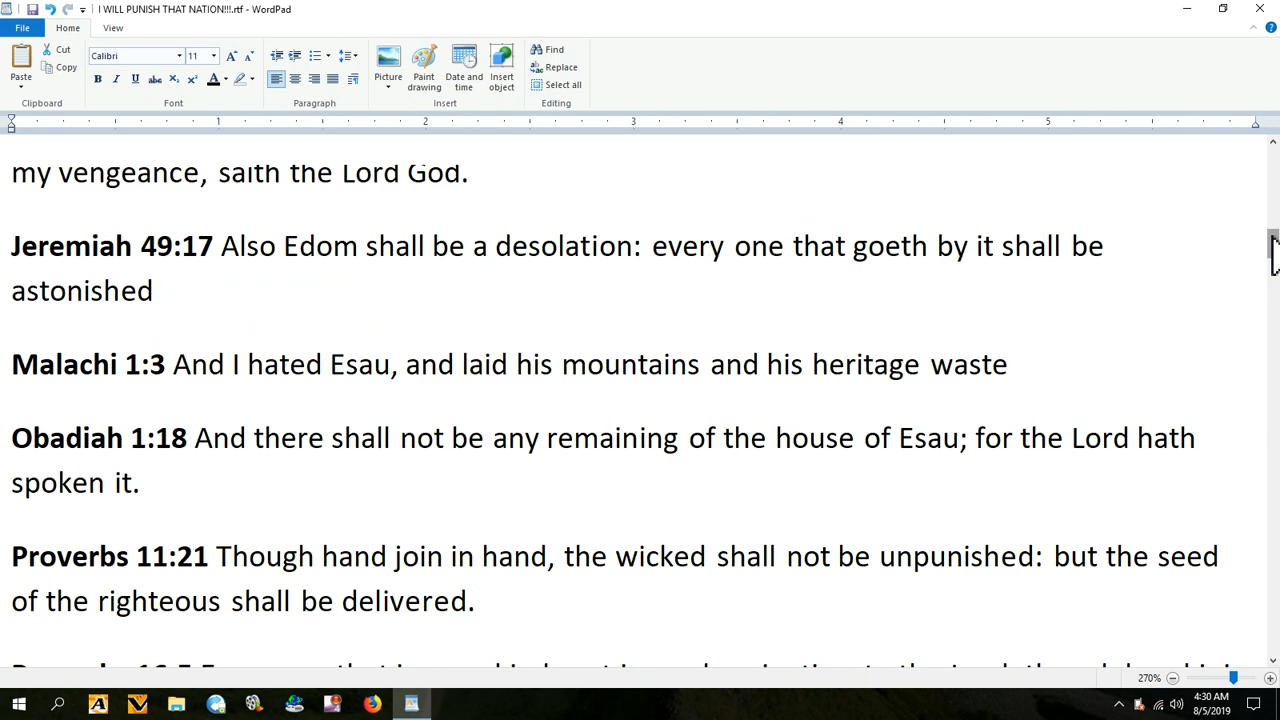 I WILL PUNISH THAT NATION!!!.rtf - WordPad
File Home View
Paste
Cut
Copy
Clipboard
Calibri 11
Font
Paragraph
Picture
Paint drawing
Date and time
Insert object
Insert
Find
Replace
Select all
Editing
1 2 3 4 5
my vengeance, saith the Lord God.
Jeremiah 49:17 Also Edom shall be a desolation: every one that goeth by it shall be
astonished
Malachi 1:3 And I hated Esau, and laid his mountains and his heritage waste
Obadiah 1:18 And there shall not be any remaining of the house of Esau; for the Lord hath
spoken it.
Proverbs 11:21 Though hand join in hand, the wicked shall not be unpunished: but the seed
of the righteous shall be delivered.
270%
4:30 AM
8/5/2019